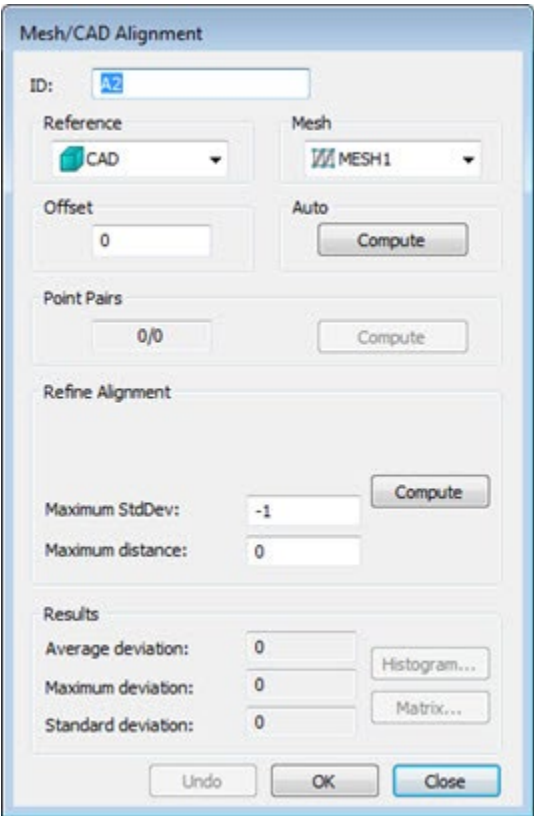 Mesh/CAD Alignment
ID: A2
Reference Mesh
CAD MESH1
Offset Auto
0 Compute
Point Pairs
0/0 Compute
Refine Alignment
Compute
Maximum StdDev: -1
Maximum distance: 0
Results
Average deviation: 0
Histogram...
Maximum deviation: 0
Matrix...
Standard deviation: 0
Undo OK Close